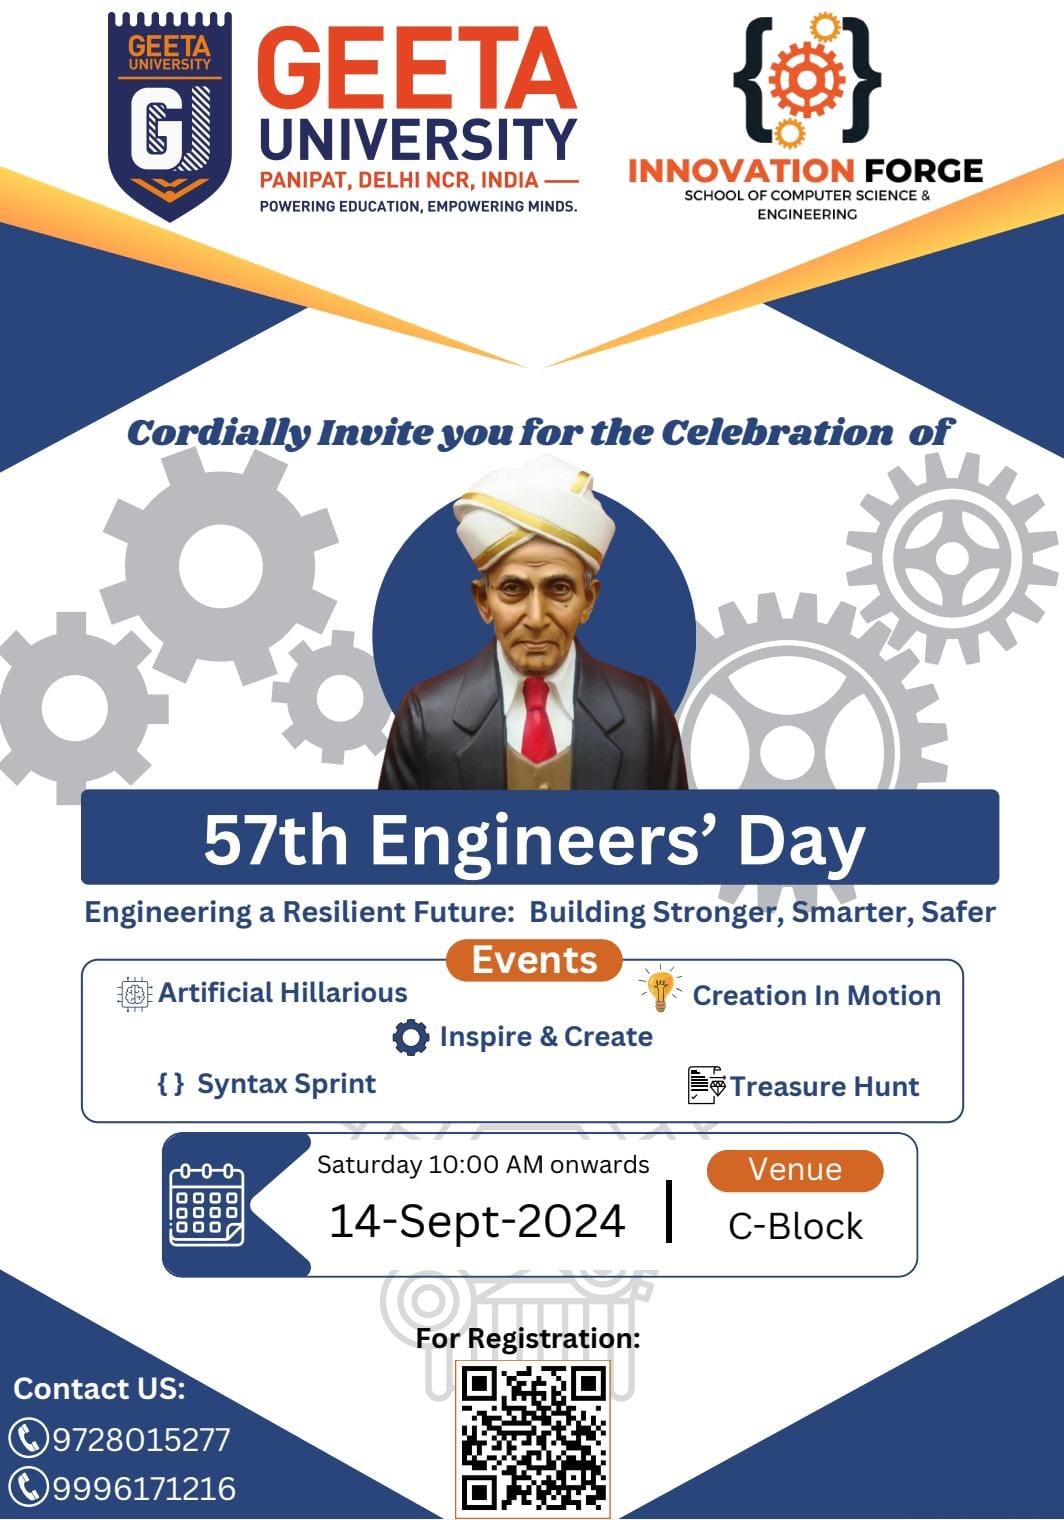 GEETA
UNIVERSITY
GU
GEETA
UNIVERSITY
PANIPAT, DELHI NCR, INDIA
POWERING EDUCATION, EMPOWERING MINDS.
INNOVATION FORGE
SCHOOL OF COMPUTER SCIENCE &
ENGINEERING
Cordially Invite you for the Celebration of
57th Engineers’ Day
Engineering a Resilient Future: Building Stronger, Smarter, Safer
Events
Artificial Hillarious
Creation In Motion
Inspire & Create
{ } Syntax Sprint
Treasure Hunt
Saturday 10:00 AM onwards
14-Sept-2024
Venue
C-Block
For Registration:
Contact US:
9728015277
9996171216